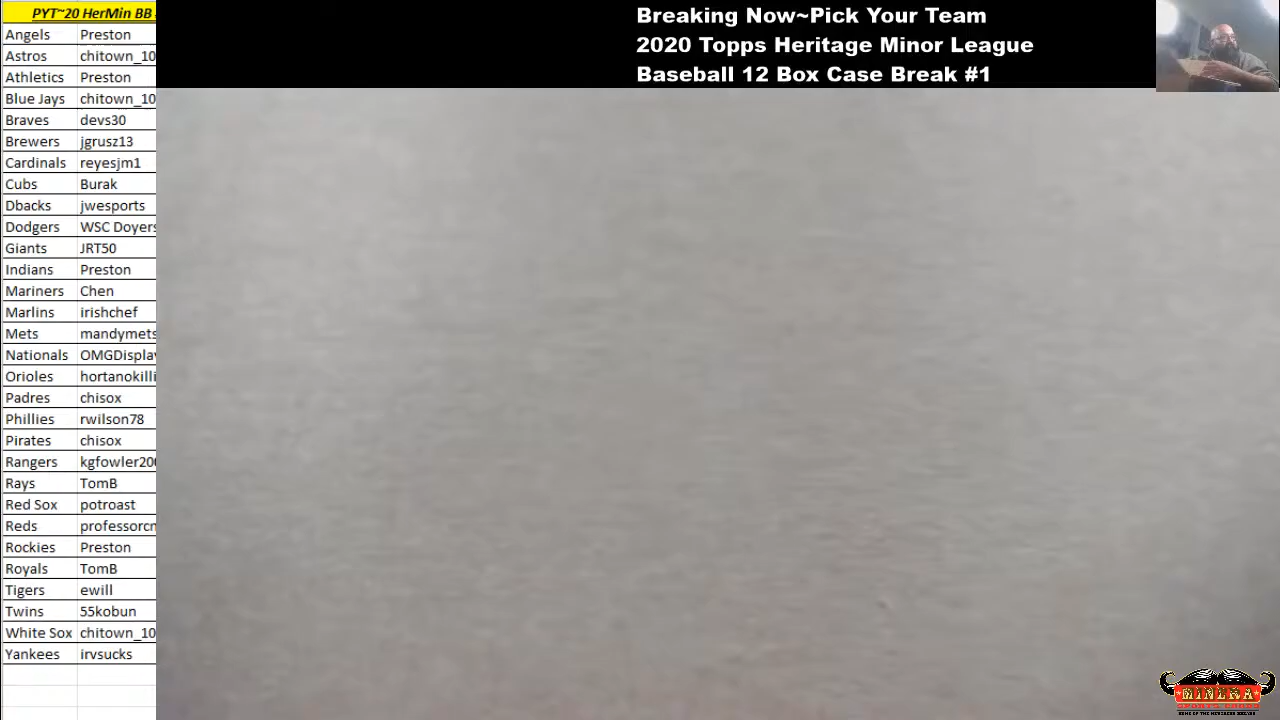 PYT~20 HerMin BB
Breaking Now~Pick Your Team
2020 Topps Heritage Minor League
Baseball 12 Box Case Break #1
Angels Preston
Astros chitown_10
Athletics Preston
Blue Jays chitown_10
Braves devs30
Brewers jgrusz13
Cardinals reyesjm1
Cubs Burak
Dbacks jwesports
Dodgers WSC Doyers
Giants JRT50
Indians Preston
Mariners Chen
Marlins irishchef
Mets mandymets
Nationals OMGDisplay
Orioles hortanokilli
Padres chisox
Phillies rwilson78
Pirates chisox
Rangers kgfowler200
Rays TomB
Red Sox potroast
Reds professorcn
Rockies Preston
Royals TomB
Tigers ewill
Twins 55kobun
White Sox chitown_10
Yankees irvsucks
MINERA